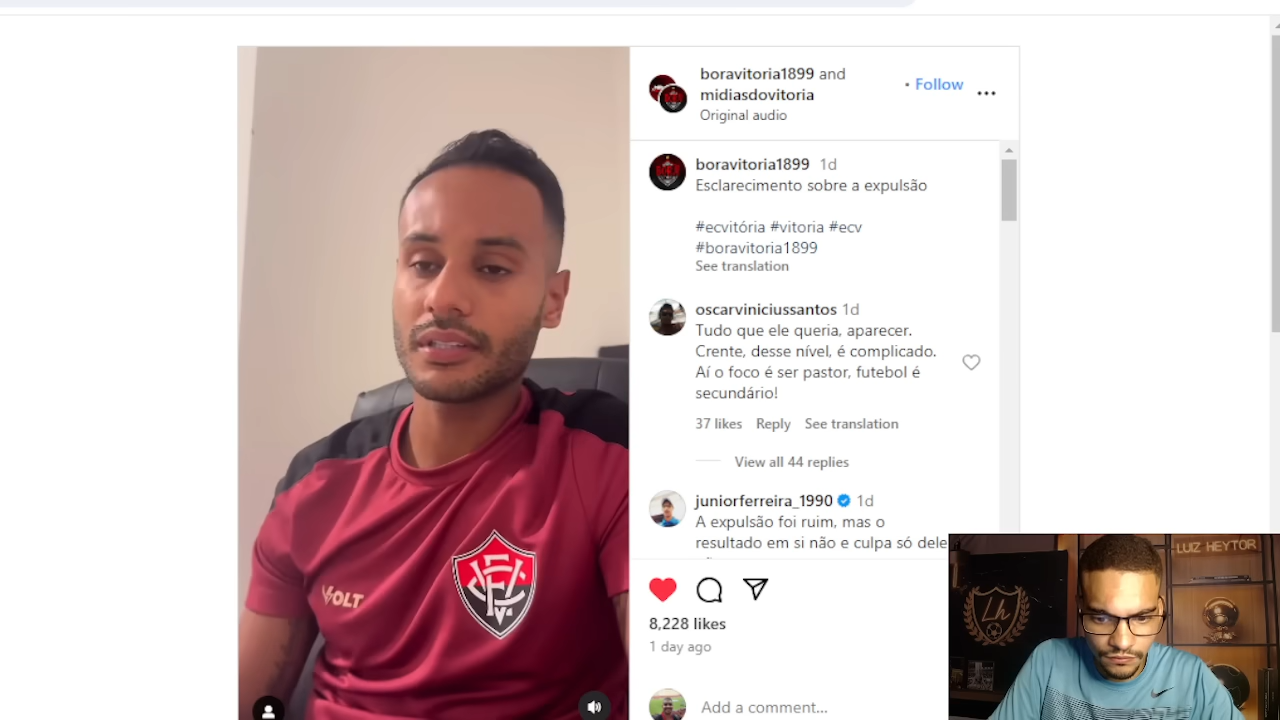 boravitoria1899 and
midiasdovitoria
Original audio
• Follow
...
boravitoria1899 1d
Esclarecimento sobre a expulsão
#ecvitória #vitoria #ecv
#boravitoria1899
See translation
oscarviniciussantos 1d
Tudo que ele queria, aparecer.
Crente, desse nível, é complicado.
Aí o foco é ser pastor, futebol é
secundário!
37 likes Reply See translation
View all 44 replies
juniorferreira_1990 1d
A expulsão foi ruim, mas o
resultado em si não e culpa só dele
8,228 likes
1 day ago
Add a comment...
VOLT
LUIZ HEYTOR
Lh